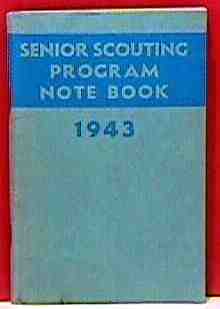 SENIOR SCOUTING
PROGRAM
NOTE BOOK
1943